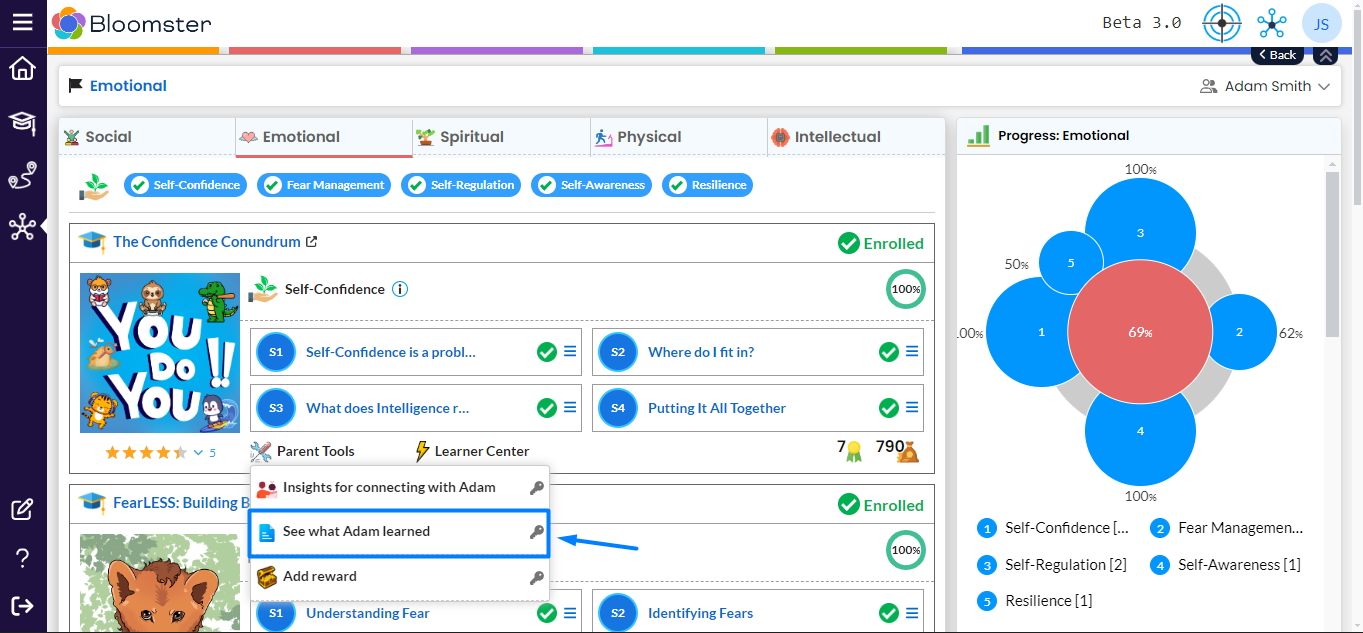 Bloomster
Beta 3.0
JS
Back
Emotional
Adam Smith
Social
Emotional
Spiritual
Physical
Intellectual
Progress: Emotional
Self-Confidence
Fear Management
Self-Regulation
Self-Awareness
Resilience
The Confidence Conundrum
Enrolled
YOU
DO
YOU!!
Self-Confidence
100%
S1 Self-Confidence is a probl...
S2 Where do I fit in?
S3 What does Intelligence r...
S4 Putting It All Together
5
Parent Tools
Learner Center
7
790
Insights for connecting with Adam
See what Adam learned
Add reward
FearLESS: Building B
Enrolled
100%
S1 Understanding Fear
S2 Identifying Fears
100%
3
50%
5
00%
1
69%
2
62%
4
100%
1 Self-Confidence [...
2 Fear Managemen...
3 Self-Regulation [2]
4 Self-Awareness [1]
5 Resilience [1]